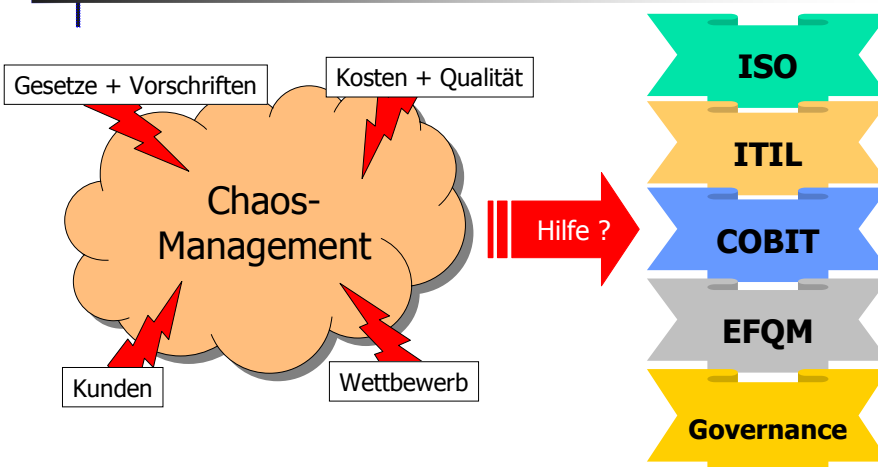 Gesetze + Vorschriften
Kosten + Qualität
Chaos-
Management
Kunden
Wettbewerb
Hilfe ?
ISO
ITIL
COBIT
EFQM
Governance